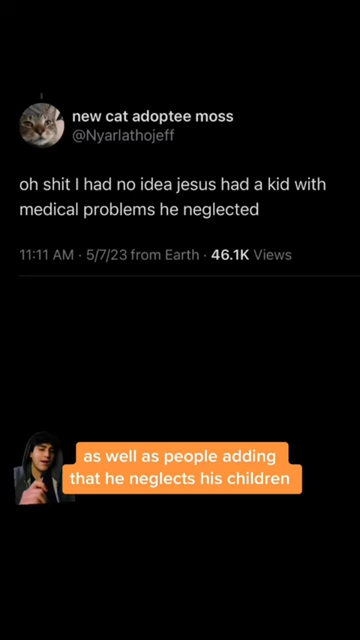 new cat adoptee moss
@Nyarlathojeff
oh shit I had no idea jesus had a kid with
medical problems he neglected
11:11 AM · 5/7/23 from Earth · 46.1K Views
as well as people adding
that he neglects his children